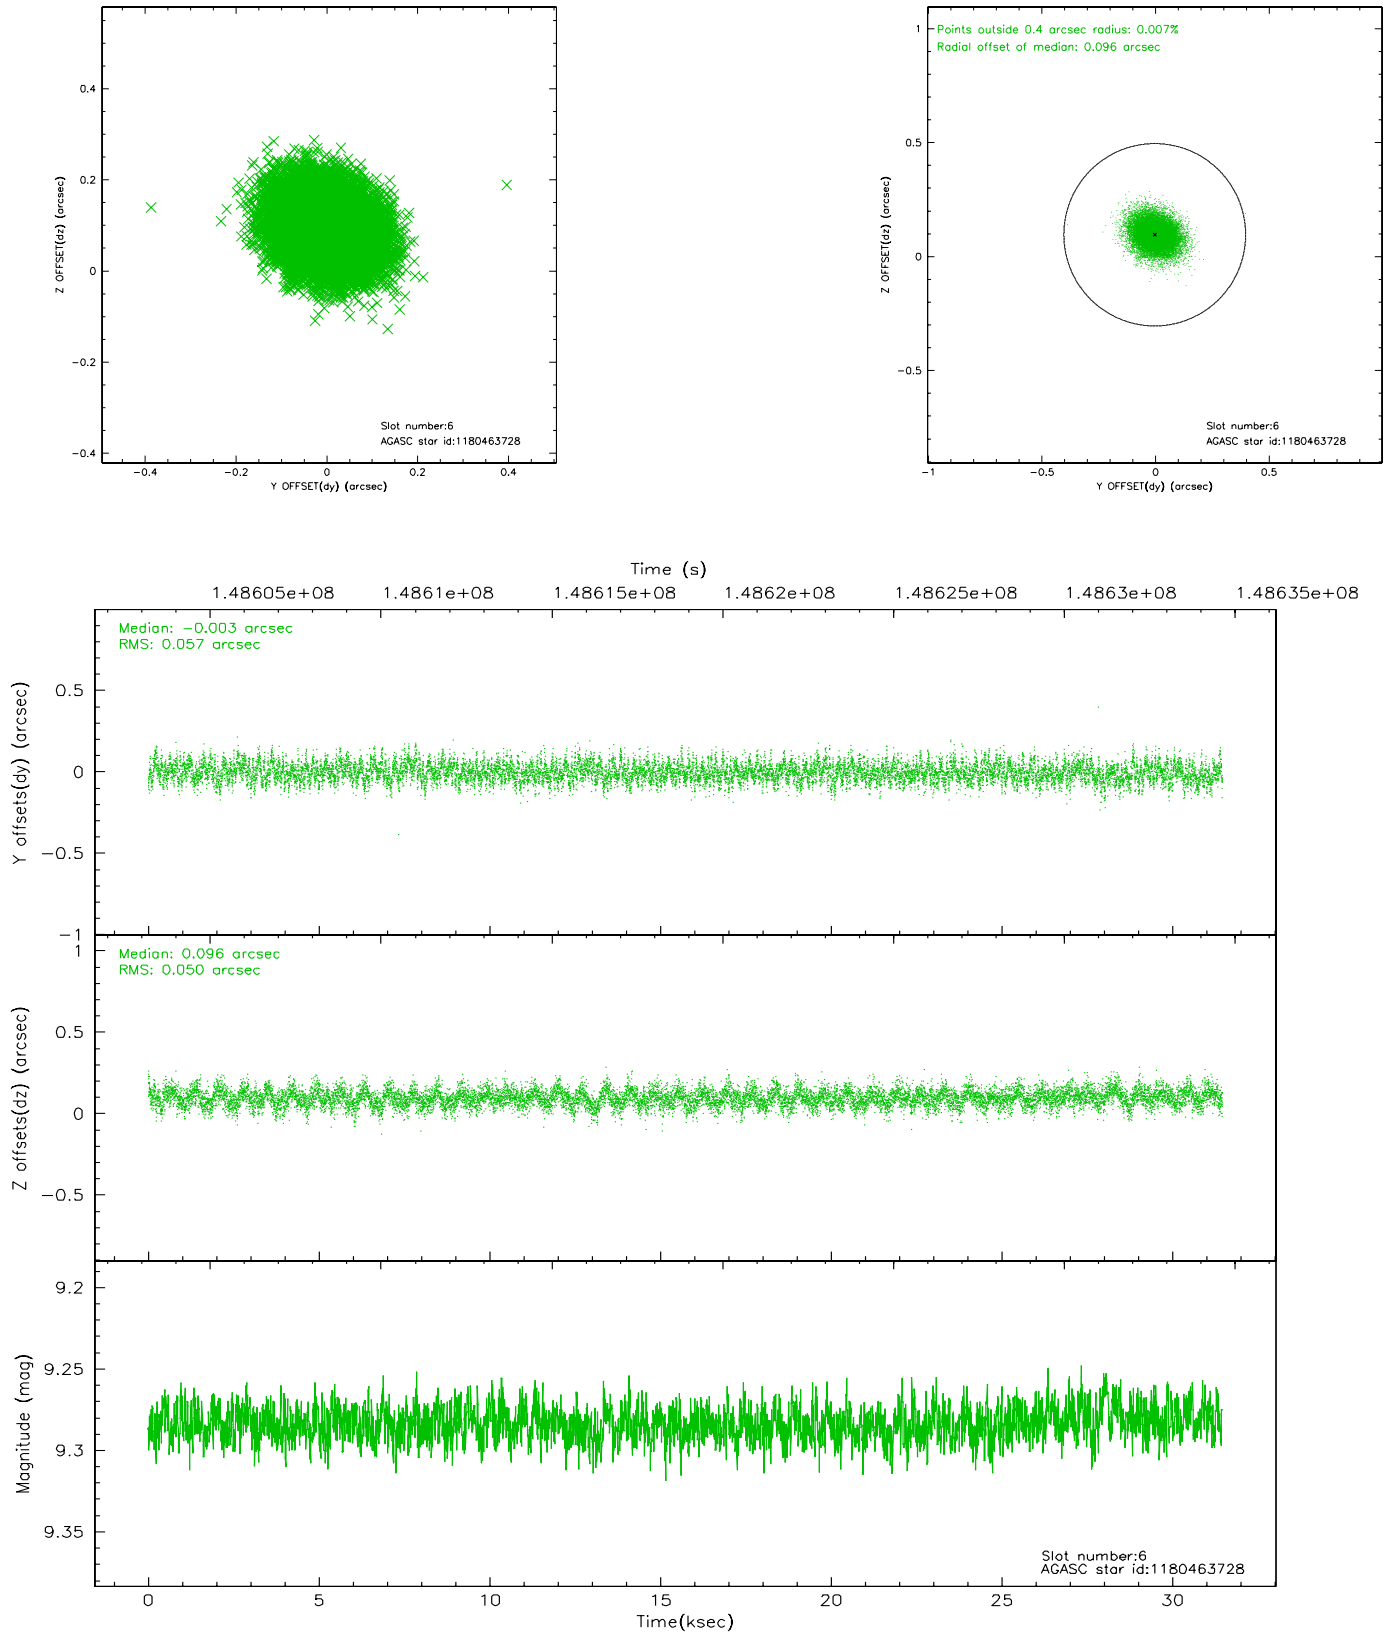 0.4
0.2
0
−0.2
−0.4
Z OFFSET(dz) (arcsec)
Slot number:6
AGASC star id:1180463728
−0.4 −0.2 0 0.2 0.4
Y OFFSET(dy) (arcsec)
Points outside 0.4 arcsec radius: 0.007%
Radial offset of median: 0.096 arcsec
1
0.5
0
−0.5
Z OFFSET(dz) (arcsec)
Slot number:6
AGASC star id:1180463728
−1 −0.5 0 0.5
Y OFFSET(dy) (arcsec)
Time (s)
1.48605e+08 1.4861e+08 1.48615e+08 1.4862e+08 1.48625e+08 1.4863e+08 1.48635e+08
Median: −0.003 arcsec
RMS: 0.057 arcsec
0.5
0
−0.5
−1
Y offsets(dy) (arcsec)
Median: 0.096 arcsec
RMS: 0.050 arcsec
1
0.5
0
−0.5
Z offsets(dz) (arcsec)
9.2
9.25
9.3
9.35
Magnitude (mag)
Slot number:6
AGASC star id:1180463728
0 5 10 15 20 25 30
Time(ksec)